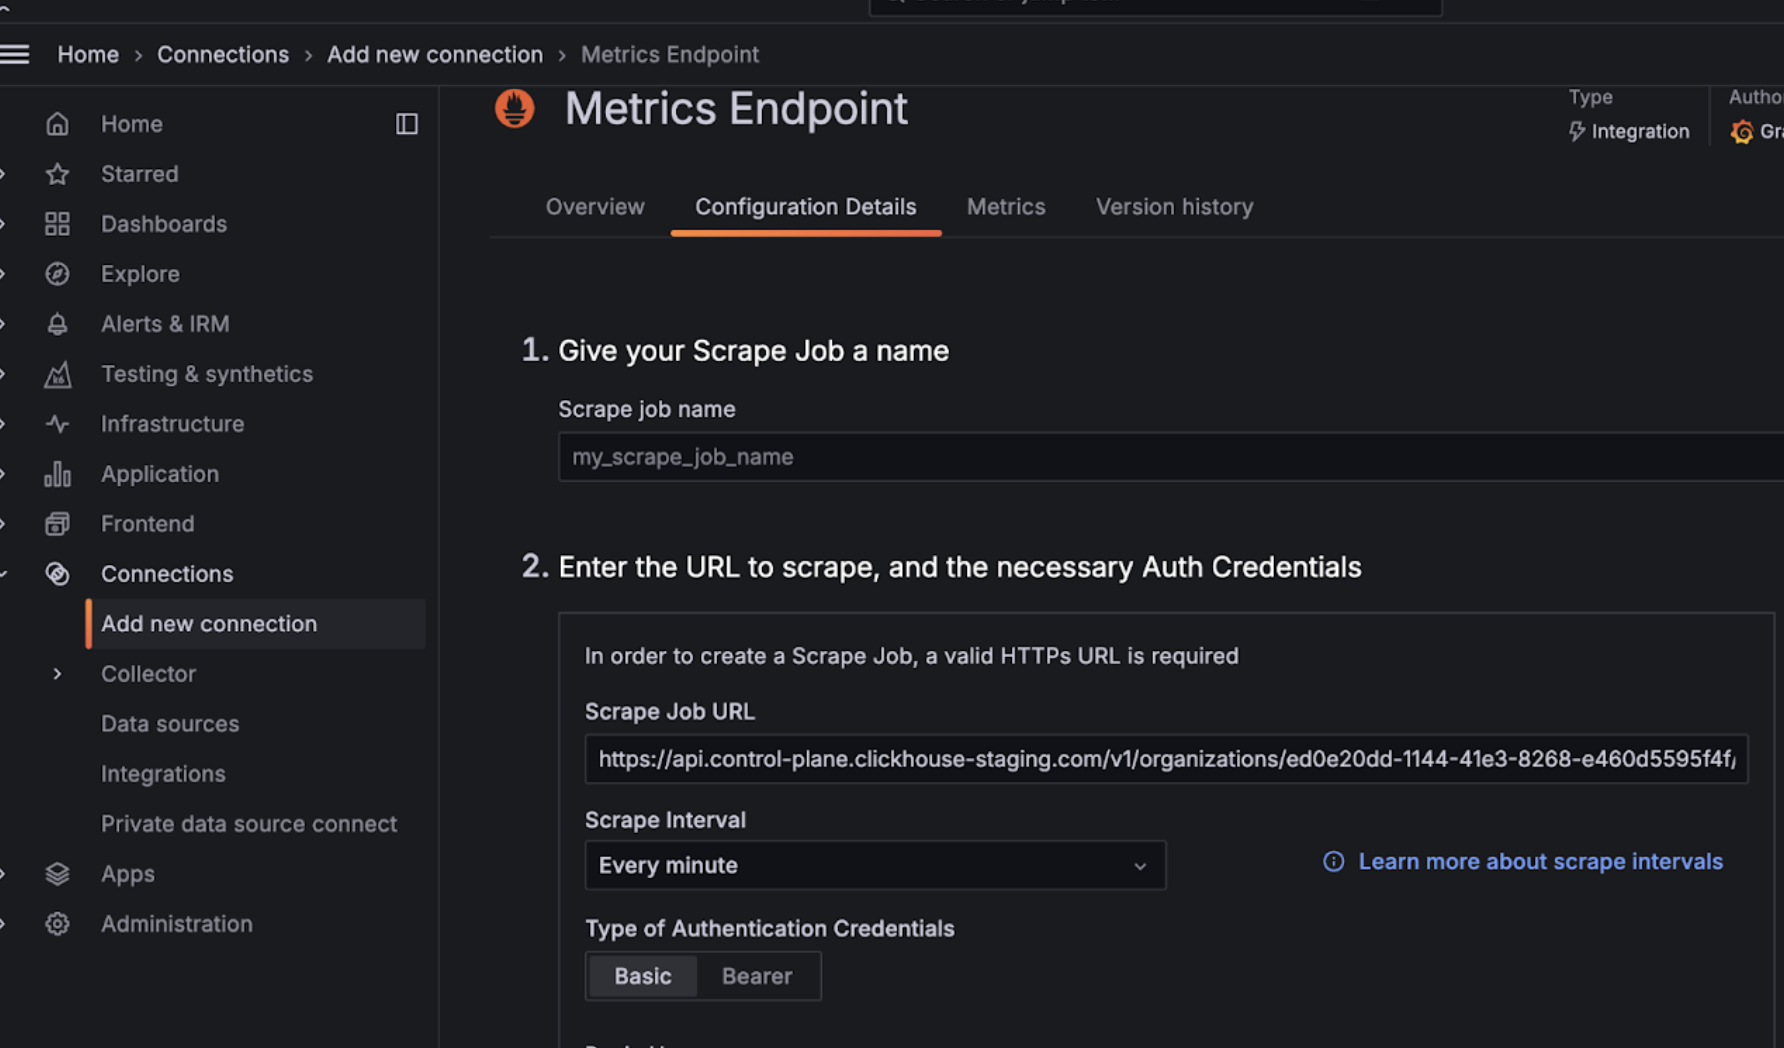 Home > Connections > Add new connection > Metrics Endpoint
Home
Starred
Dashboards
Explore
Alerts & IRM
Testing & synthetics
Infrastructure
Application
Frontend
Connections
Add new connection
Collector
Data sources
Integrations
Private data source connect
Apps
Administration
Metrics Endpoint
Type
Integration
Overview
Configuration Details
Metrics
Version history
1. Give your Scrape Job a name
Scrape job name
my_scrape_job_name
2. Enter the URL to scrape, and the necessary Auth Credentials
In order to create a Scrape Job, a valid HTTPs URL is required
Scrape Job URL
https://api.control-plane.clickhouse-staging.com/v1/organizations/ed0e20dd-1144-41e3-8268-e460d5595f4f/
Scrape Interval
Every minute
Learn more about scrape intervals
Type of Authentication Credentials
Basic
Bearer